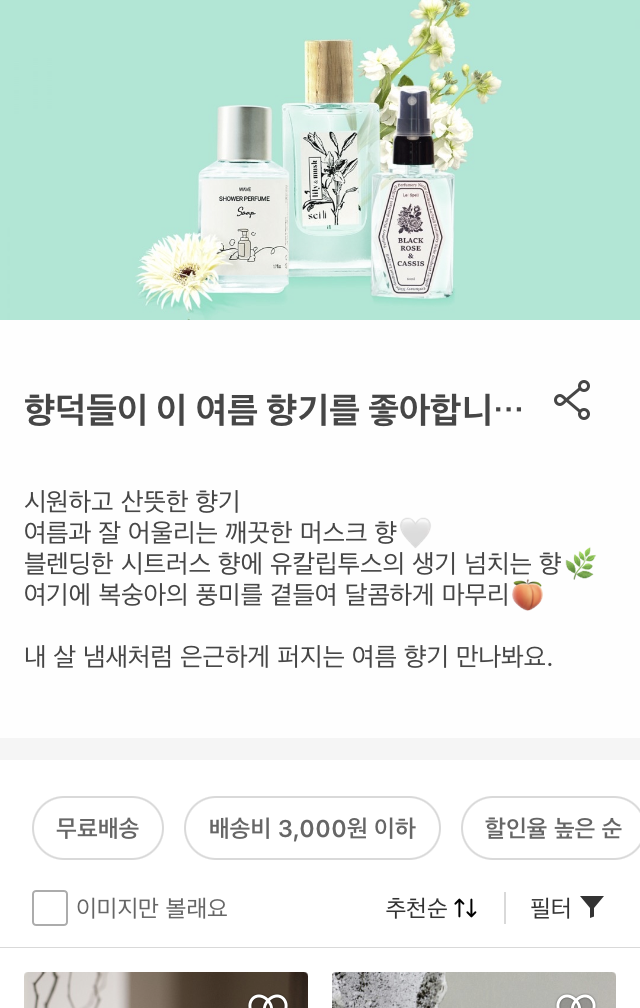 WAVE
SHOWER PERFUME
Soap
lily & musk
scili
Le Spell
BLACK
ROSE
&
CASSIS
향덕들이 이 여름 향기를 좋아합니…
시원하고 산뜻한 향기
여름과 잘 어울리는 깨끗한 머스크 향🤍
블렌딩한 시트러스 향에 유칼립투스의 생기 넘치는 향🌿
여기에 복숭아의 풍미를 곁들여 달콤하게 마무리🍑
내 살 냄새처럼 은근하게 퍼지는 여름 향기 만나봐요.
무료배송
배송비 3,000원 이하
할인율 높은 순
이미지만 볼래요
추천순
필터